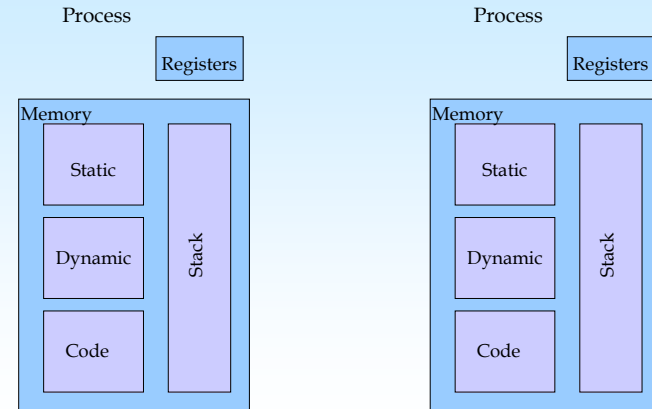 Process
Registers
Memory
Static
Dynamic
Stack
Code
Process
Registers
Memory
Static
Dynamic
Stack
Code